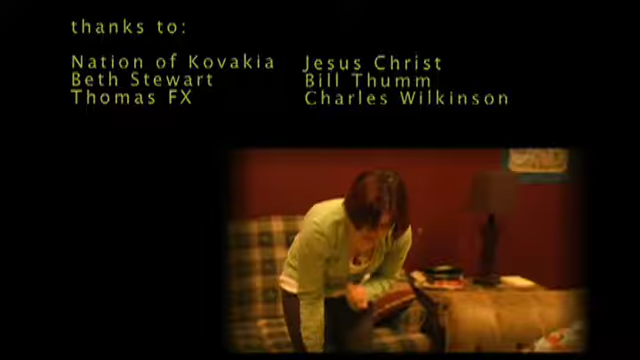 thanks to:
Nation of Kovakia
Beth Stewart
Thomas FX
Jesus Christ
Bill Thumm
Charles Wilkinson